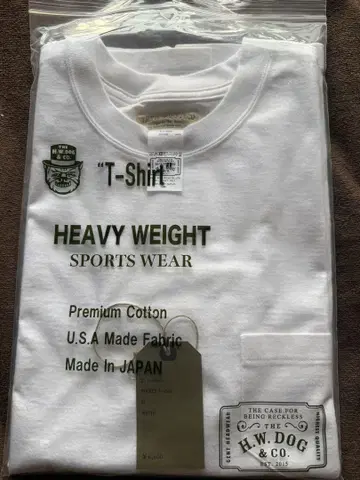 THE
H.W. DOG
& CO.
"T-Shirt"
HEAVY WEIGHT
SPORTS WEAR
Premium Cotton
U.S.A Made Fabric
Made In JAPAN
THE CASE FOR
BEING RECKLESS
THE
H.W. DOG
& CO.
EST. 2015